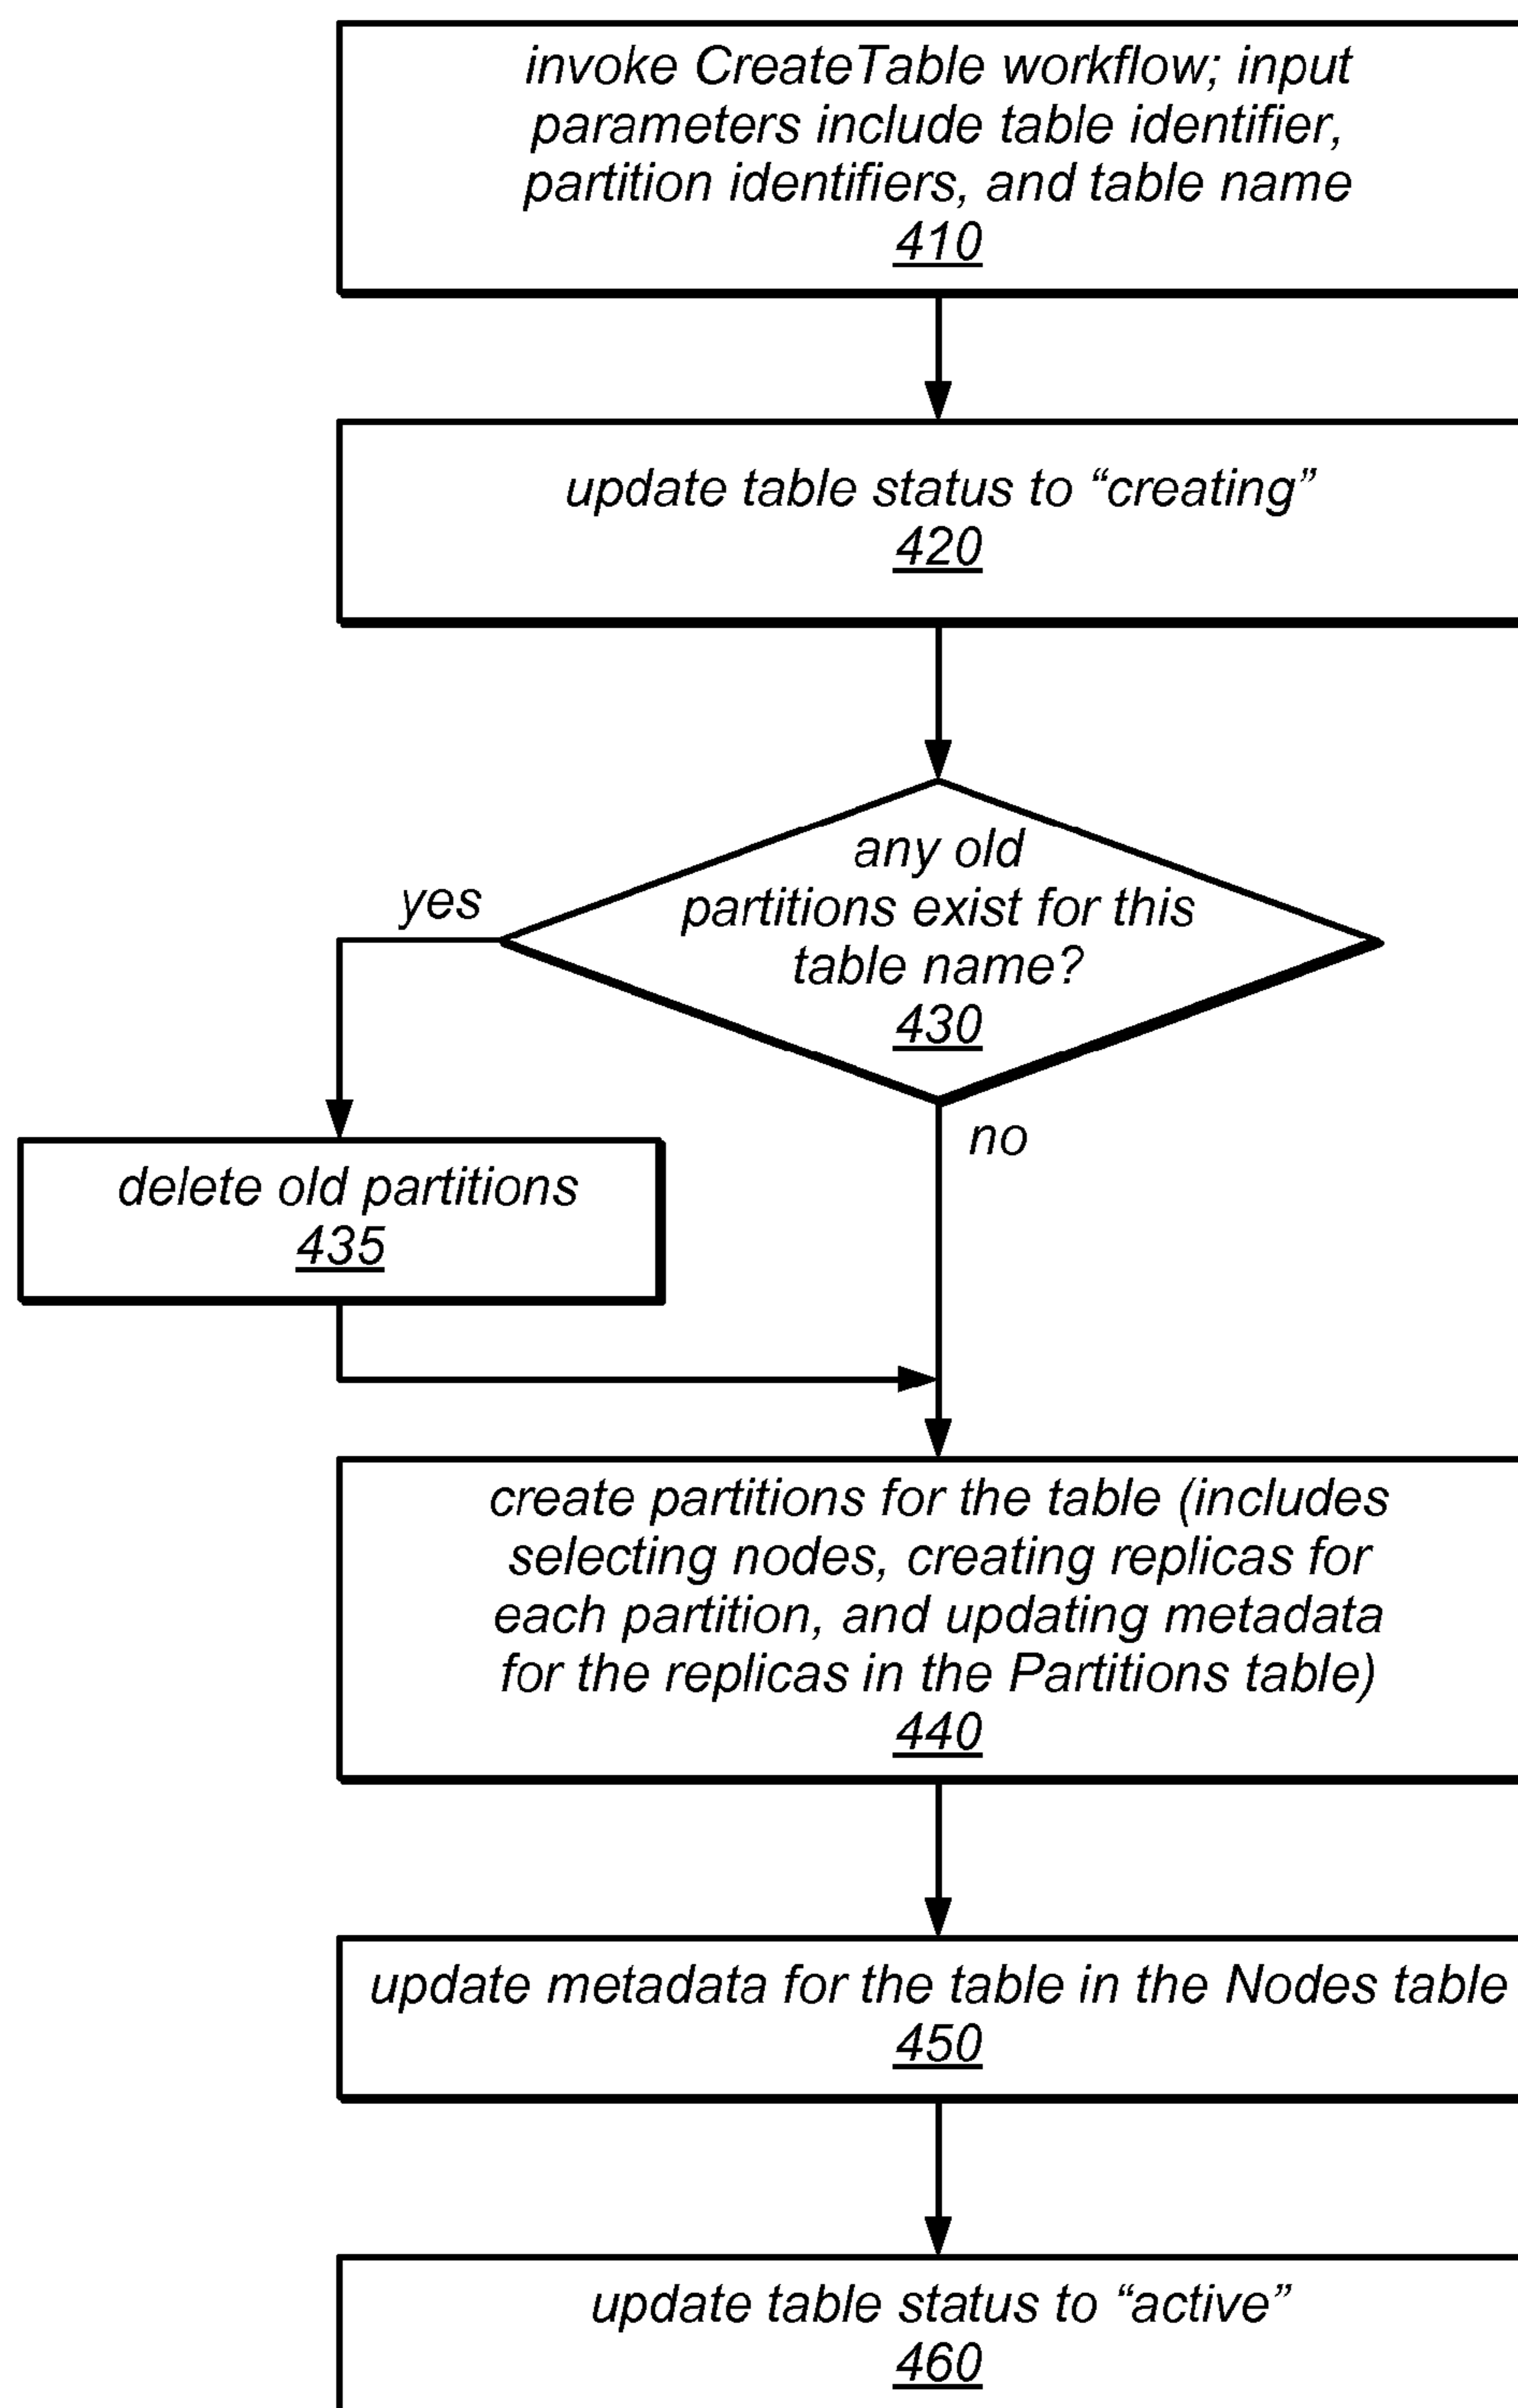 invoke CreateTable workflow; input
parameters include table identifier,
partition identifiers, and table name
410
update table status to “creating”
420
any old
partitions exist for this
table name?
430
yes
no
delete old partitions
435
create partitions for the table (includes
selecting nodes, creating replicas for
each partition, and updating metadata
for the replicas in the Partitions table)
440
update metadata for the table in the Nodes table
450
update table status to “active”
460